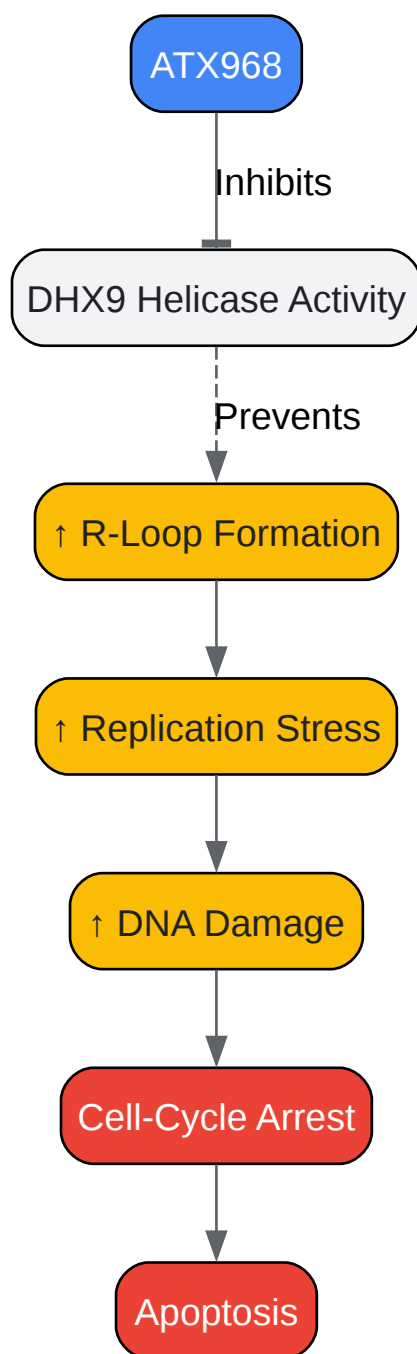 ATX968
Inhibits
DHX9 Helicase Activity
Prevents
↑ R-Loop Formation
↑ Replication Stress
↑ DNA Damage
Cell-Cycle Arrest
Apoptosis